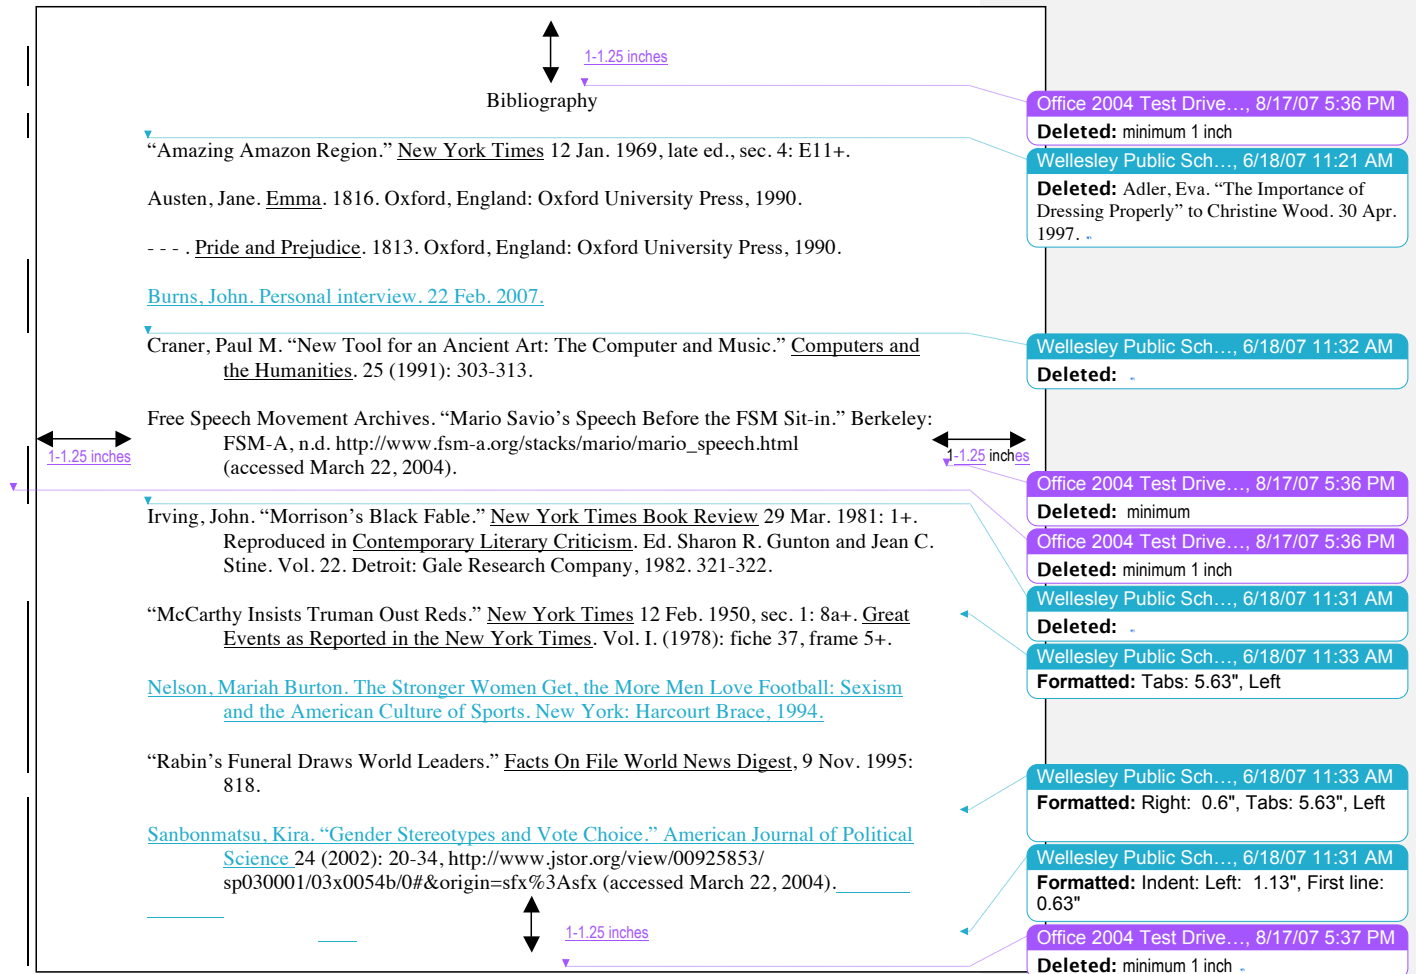 1-1.25 inches
Bibliography
“Amazing Amazon Region.” New York Times 12 Jan. 1969, late ed., sec. 4: E11+.
Austen, Jane. Emma. 1816. Oxford, England: Oxford University Press, 1990.
- - - . Pride and Prejudice. 1813. Oxford, England: Oxford University Press, 1990.
Burns, John. Personal interview. 22 Feb. 2007.
Craner, Paul M. “New Tool for an Ancient Art: The Computer and Music.” Computers and
the Humanities. 25 (1991): 303-313.
Free Speech Movement Archives. “Mario Savio’s Speech Before the FSM Sit-in.” Berkeley:
FSM-A, n.d. http://www.fsm-a.org/stacks/mario/mario_speech.html
(accessed March 22, 2004).
1-1.25 inches
1-1.25 inches
Irving, John. “Morrison’s Black Fable.” New York Times Book Review 29 Mar. 1981: 1+.
Reproduced in Contemporary Literary Criticism. Ed. Sharon R. Gunton and Jean C.
Stine. Vol. 22. Detroit: Gale Research Company, 1982. 321-322.
“McCarthy Insists Truman Oust Reds.” New York Times 12 Feb. 1950, sec. 1: 8a+. Great
Events as Reported in the New York Times. Vol. I. (1978): fiche 37, frame 5+.
Nelson, Mariah Burton. The Stronger Women Get, the More Men Love Football: Sexism
and the American Culture of Sports. New York: Harcourt Brace, 1994.
“Rabin’s Funeral Draws World Leaders.” Facts On File World News Digest, 9 Nov. 1995:
818.
Sanbonmatsu, Kira. “Gender Stereotypes and Vote Choice.” American Journal of Political
Science 24 (2002): 20-34, http://www.jstor.org/view/00925853/
sp030001/03x0054b/0#&origin=sfx%3Asfx (accessed March 22, 2004).
1-1.25 inches
Office 2004 Test Drive…, 8/17/07 5:36 PM
Deleted: minimum 1 inch
Wellesley Public Sch…, 6/18/07 11:21 AM
Deleted: Adler, Eva. “The Importance of
Dressing Properly” to Christine Wood. 30 Apr.
1997.
Wellesley Public Sch…, 6/18/07 11:32 AM
Deleted:
Office 2004 Test Drive…, 8/17/07 5:36 PM
Deleted: minimum
Office 2004 Test Drive…, 8/17/07 5:36 PM
Deleted: minimum 1 inch
Wellesley Public Sch…, 6/18/07 11:31 AM
Deleted:
Wellesley Public Sch…, 6/18/07 11:33 AM
Formatted: Tabs: 5.63", Left
Wellesley Public Sch…, 6/18/07 11:33 AM
Formatted: Right: 0.6", Tabs: 5.63", Left
Wellesley Public Sch…, 6/18/07 11:31 AM
Formatted: Indent: Left: 1.13", First line:
0.63"
Office 2004 Test Drive…, 8/17/07 5:37 PM
Deleted: minimum 1 inch